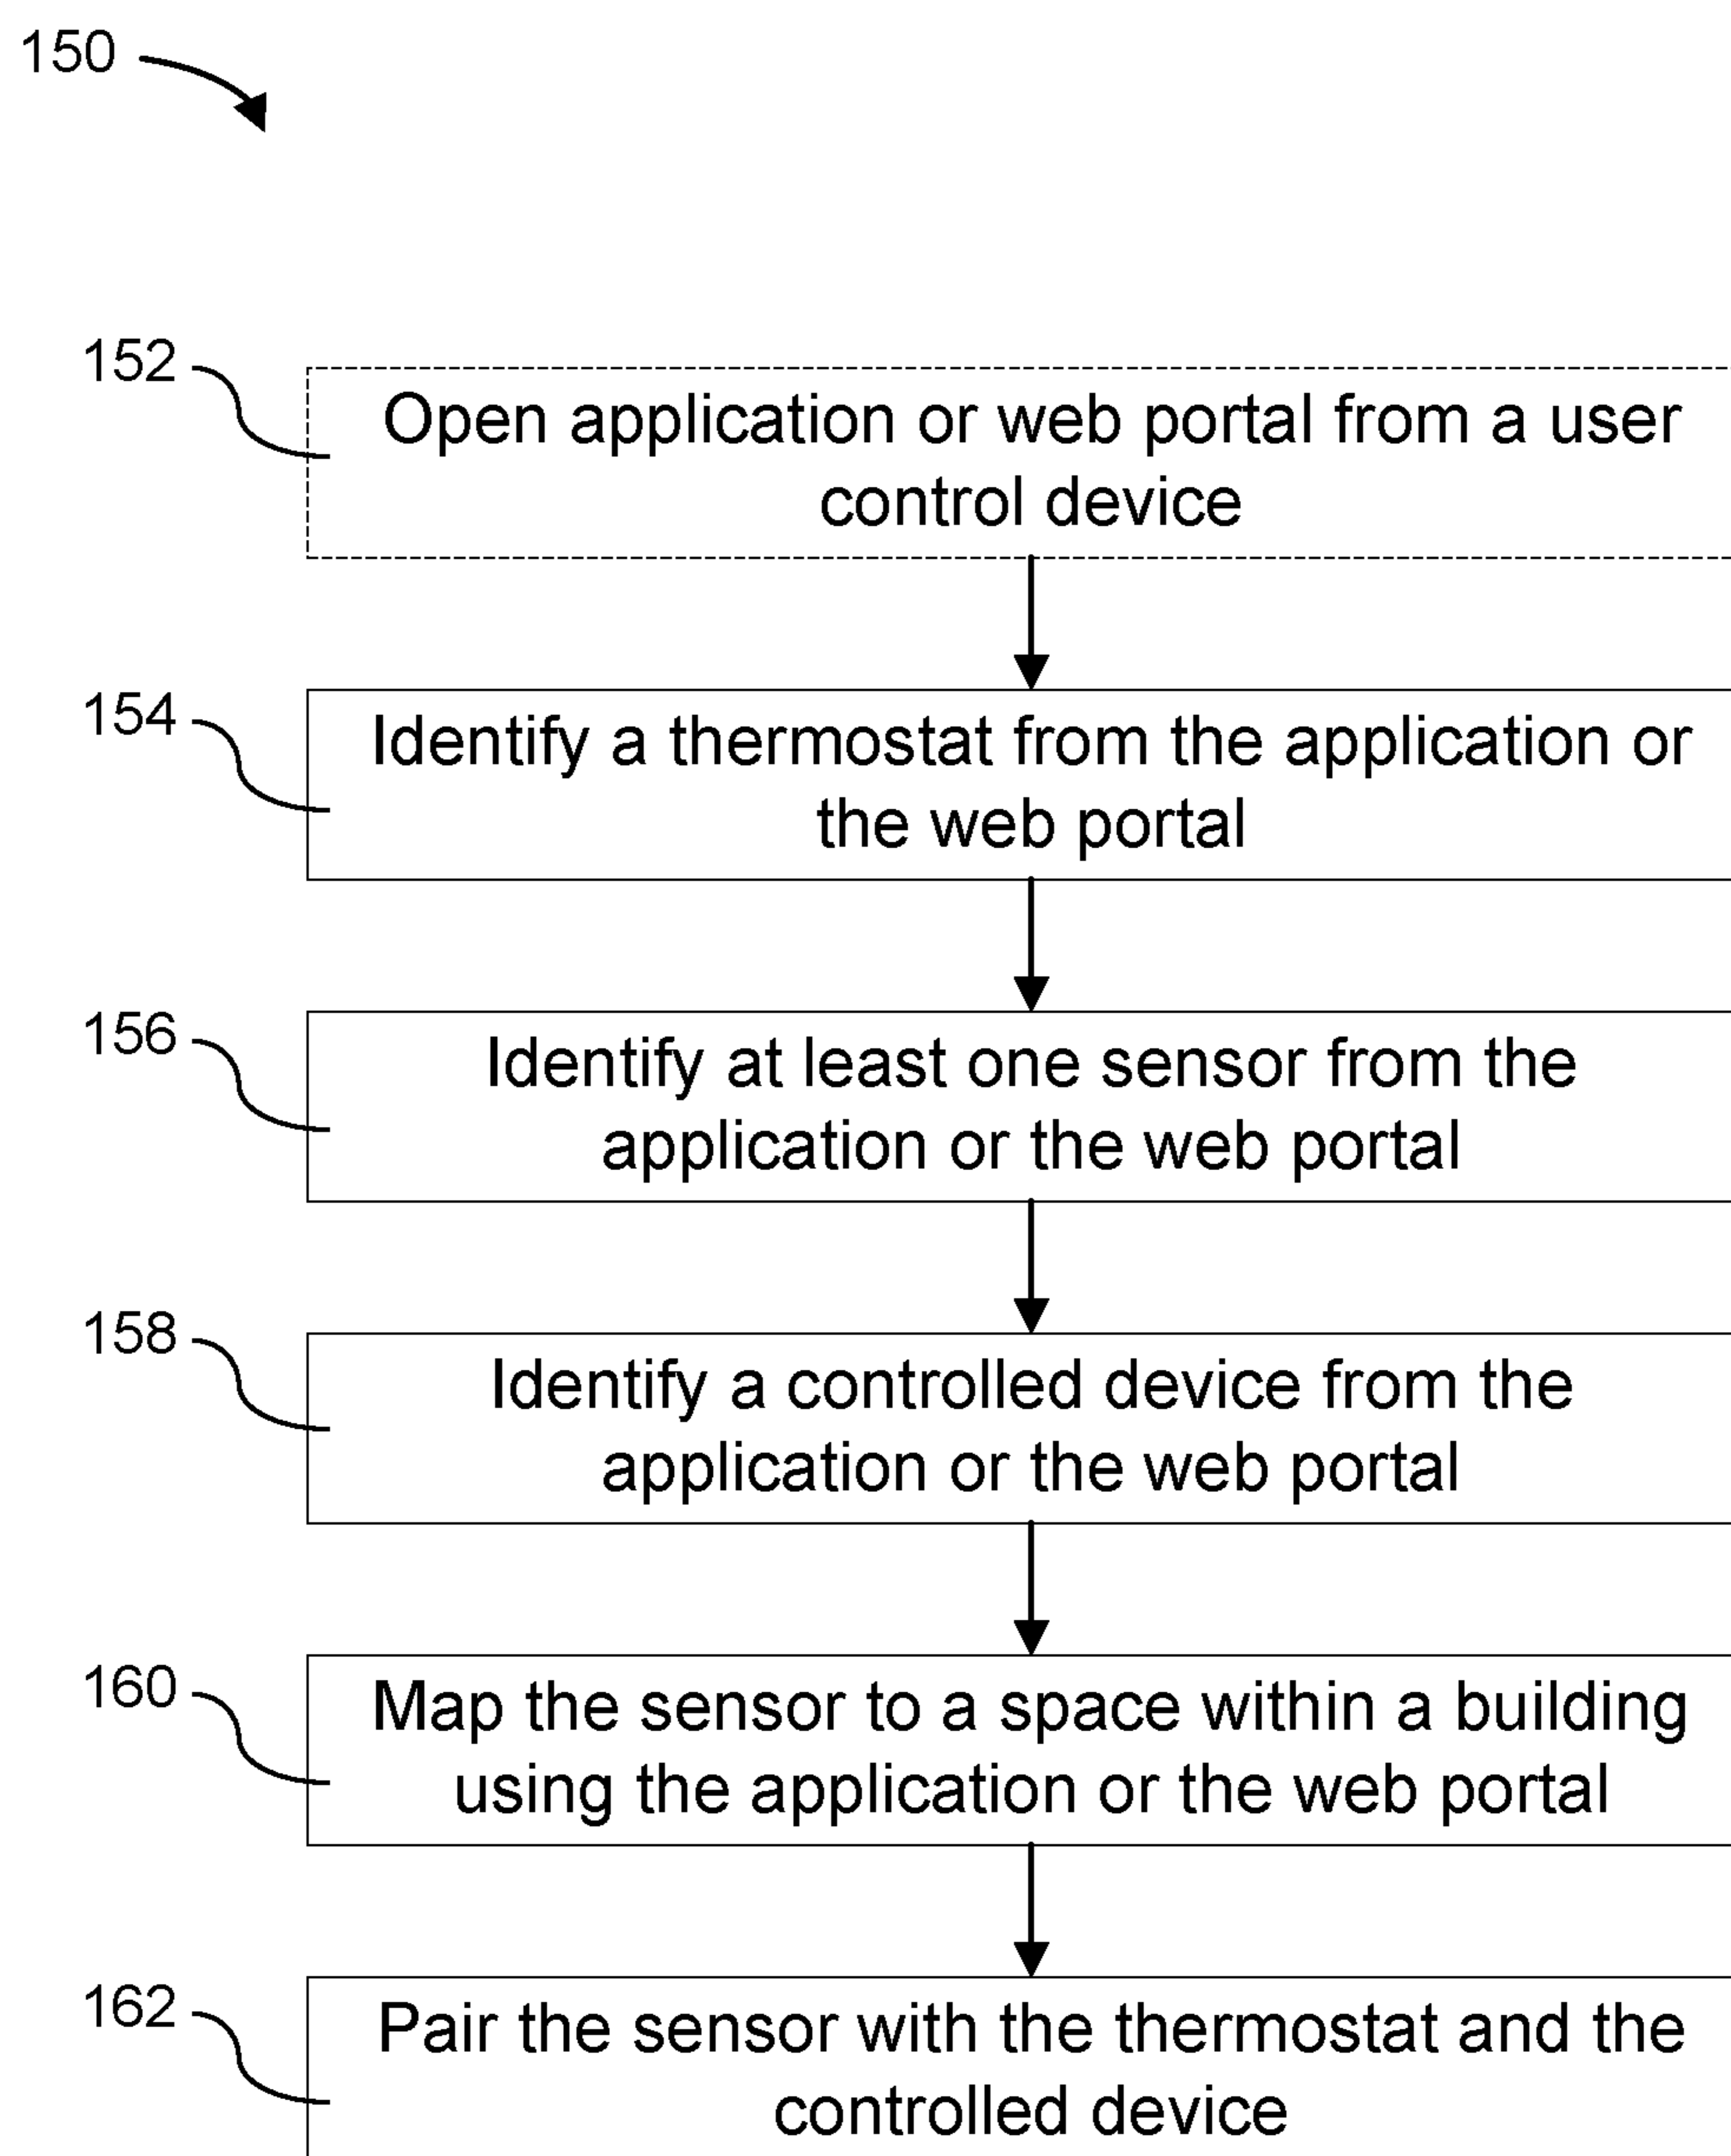 150
152
Open application or web portal from a user
control device
154
Identify a thermostat from the application or
the web portal
156
Identify at least one sensor from the
application or the web portal
158
Identify a controlled device from the
application or the web portal
160
Map the sensor to a space within a building
using the application or the web portal
162
Pair the sensor with the thermostat and the
controlled device